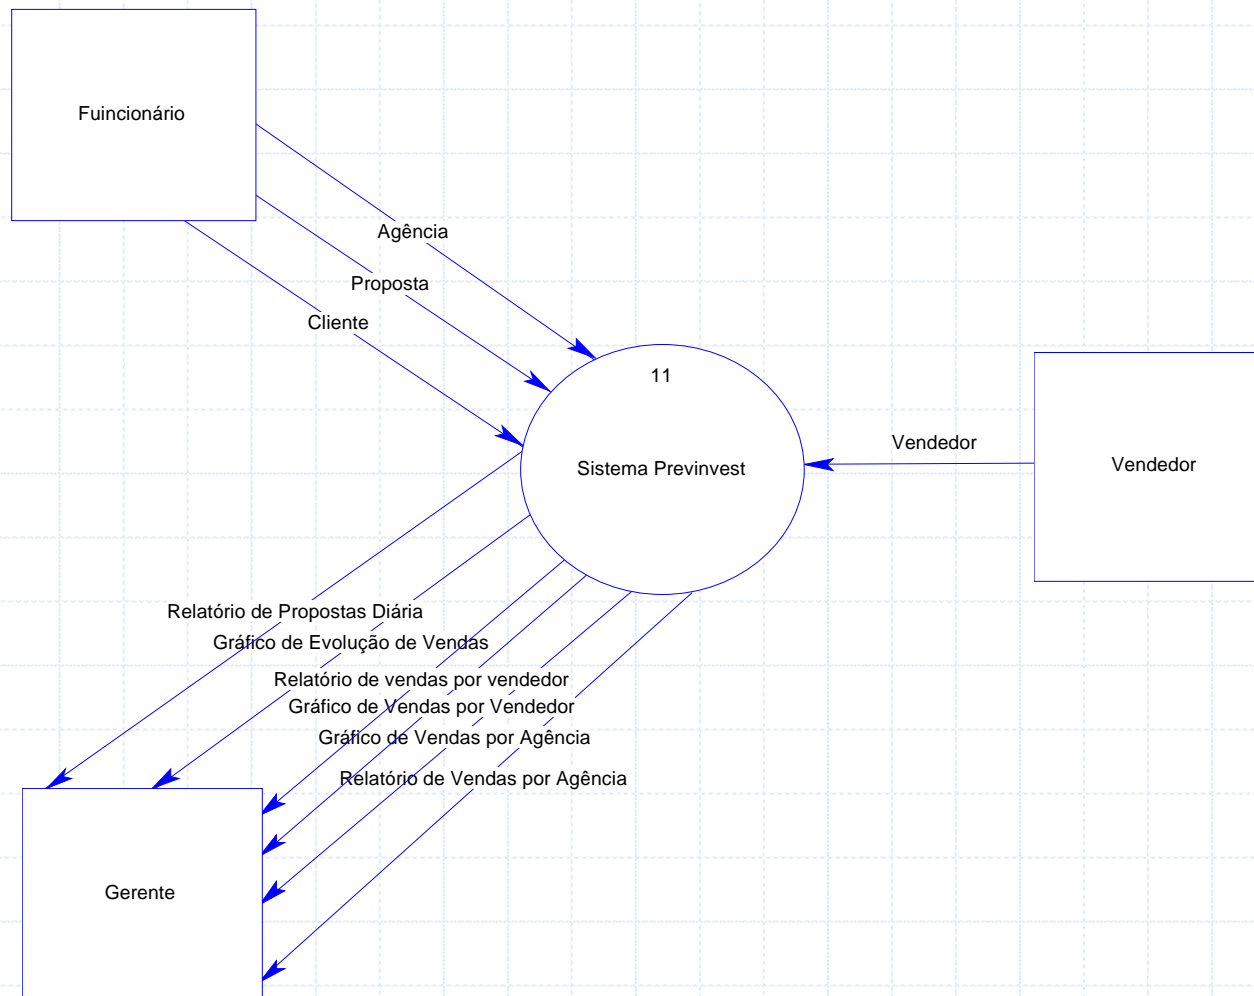 Fuincionário
Agência
Proposta
Cliente
11
Sistema Previnvest
Vendedor
Vendedor
Relatório de Propostas Diária
Gráfico de Evolução de Vendas
Relatório de vendas por vendedor
Gráfico de Vendas por Vendedor
Gráfico de Vendas por Agência
Relatório de Vendas por Agência
Gerente